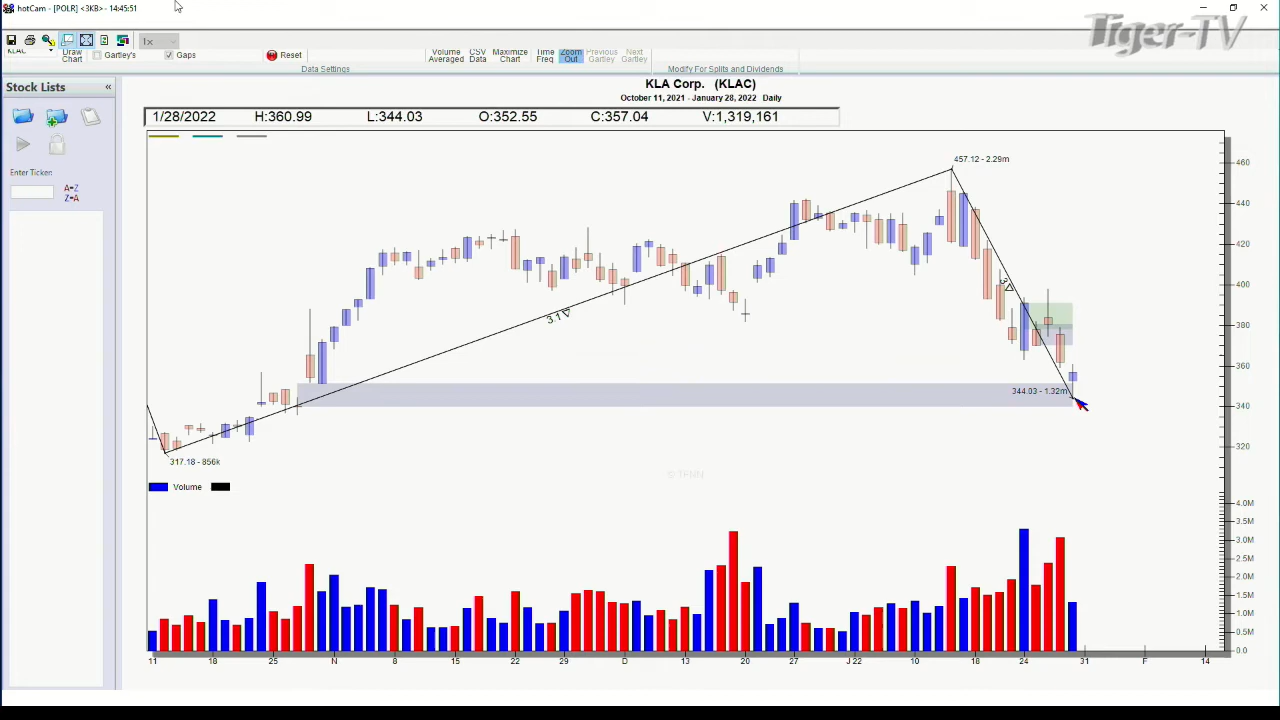 hotCam - [POLR] <3KB> - 14:45:51
Tiger-TV
1x
KLAC
Draw Chart
Gartley's
Gaps
Reset
Volume Averaged
CSV Data
Maximize Chart
Time Freq
Zoom Out
Previous Gartley
Next Gartley
Data Settings
Modify For Splits and Dividends
Stock Lists «
Enter Ticker:
A=Z
Z=A
KLA Corp. (KLAC)
October 11, 2021 - January 28, 2022 Daily
1/28/2022 H:360.99 L:344.03 O:352.55 C:357.04 V:1,319,161
457.12 - 2.29m
3.1
344.03 - 1.32m
317.18 - 856k
© TFNN
Volume
460
440
420
400
380
360
340
320
4.0M
3.5M
3.0M
2.5M
2.0M
1.5M
1.0M
0.5M
0.0
11 18 25 N 8 15 22 29 D 13 20 27 J 22 10 18 24 31 F 14